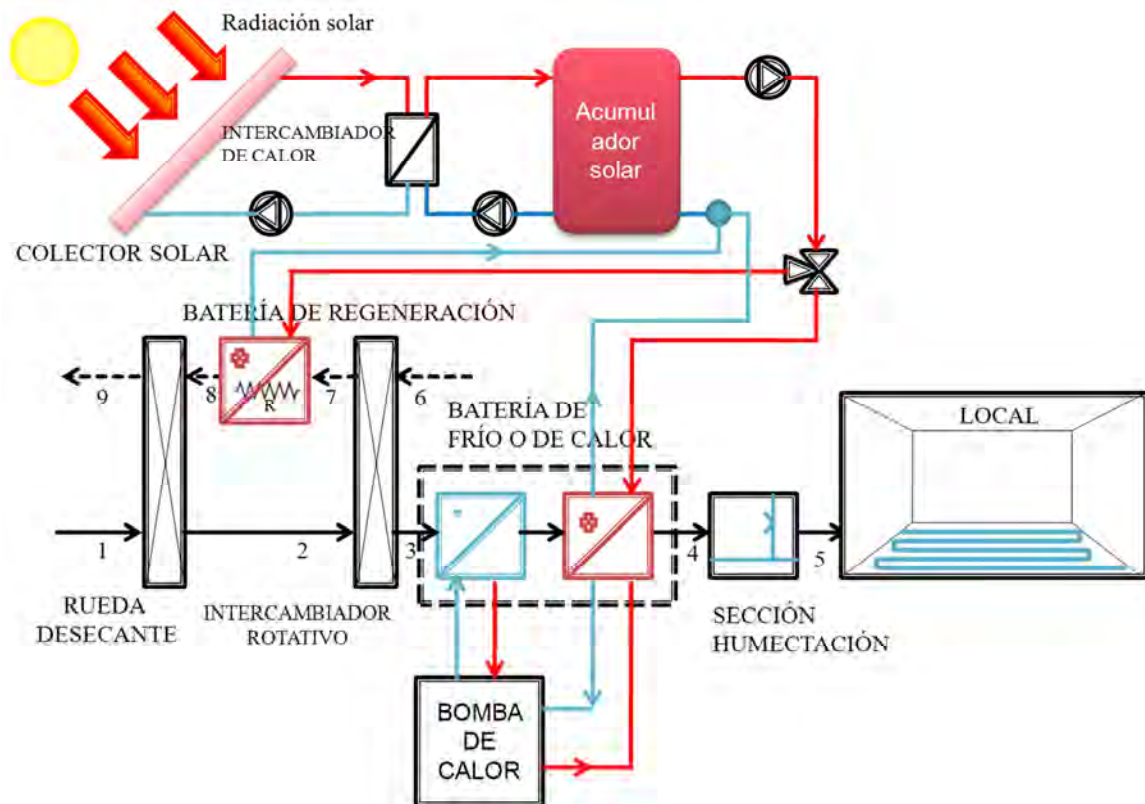 Radiación solar
INTERCAMBIADOR
DE CALOR
Acumul
ador
solar
COLECTOR SOLAR
BATERÍA DE REGENERACIÓN
9
8
R
7
6
BATERÍA DE
FRÍO O DE CALOR
LOCAL
1
2
3
-
4
5
RUEDA
DESECANTE
INTERCAMBIADOR
ROTATIVO
SECCIÓN
HUMECTACIÓN
BOMBA
DE
CALOR